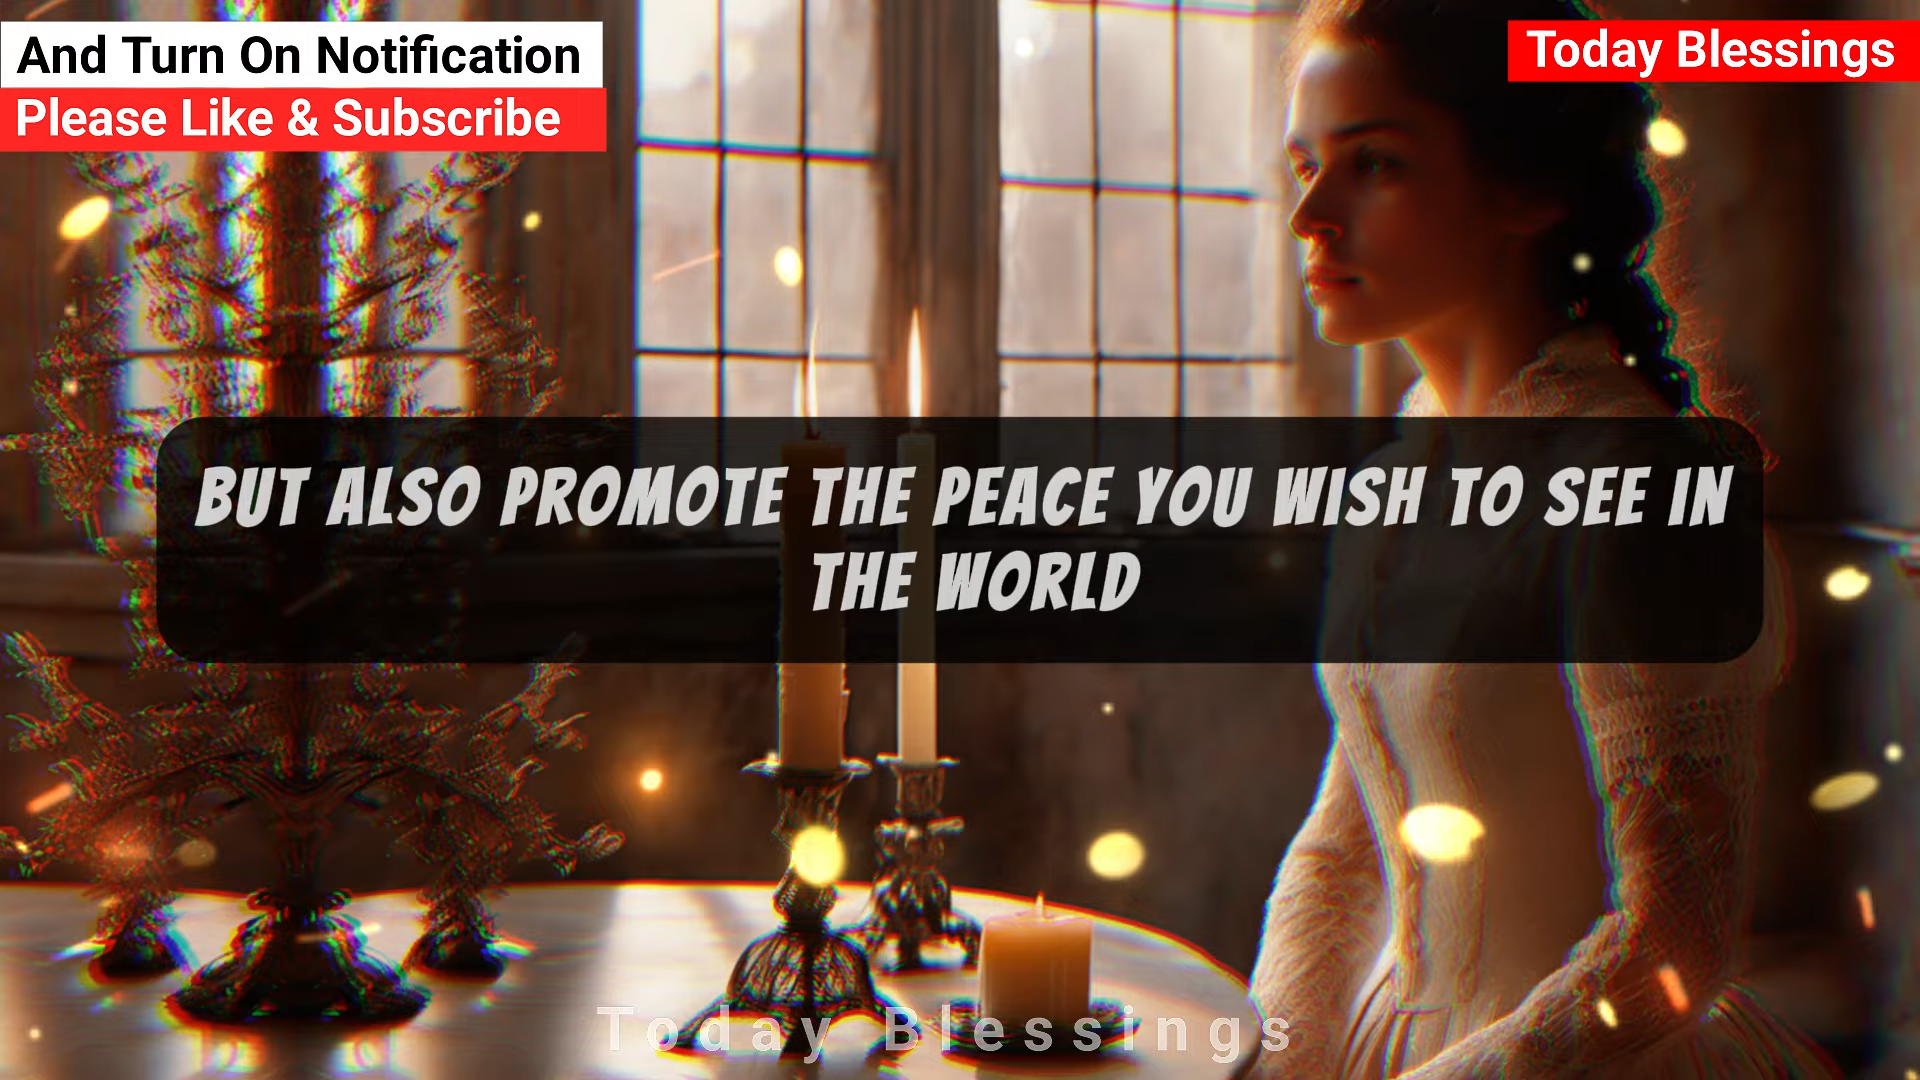 And Turn On Notification
Please Like & Subscribe
Today Blessings
BUT ALSO PROMOTE THE PEACE YOU WISH TO SEE IN
THE WORLD
Today Blessings